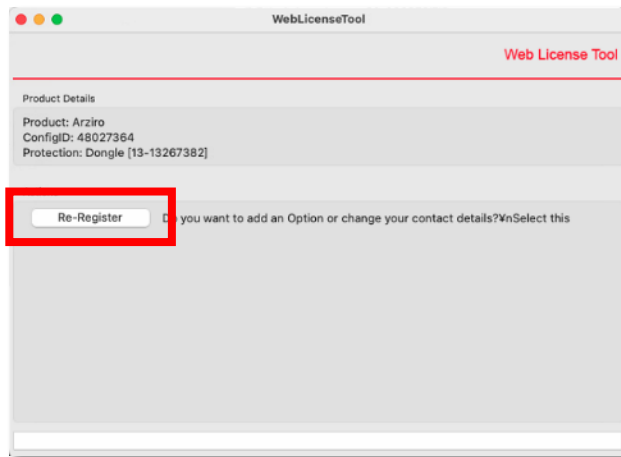 WebLicenseTool
Web License Tool
Product Details
Product: Arziro
ConfigID: 48027364
Protection: Dongle [13-13267382]
Re-Register
you want to add an Option or change your contact details?¥nSelect this